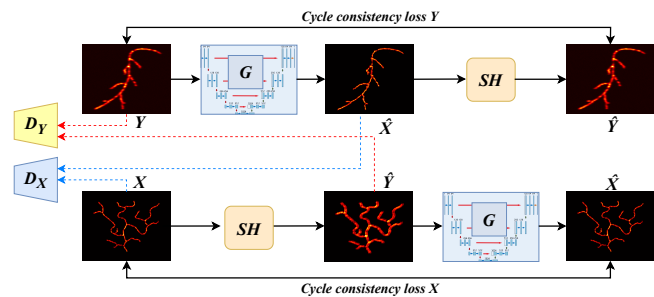 Cycle consistency loss Y
G
SH
Y
X̂
Ŷ
D_Y
D_X
X
Ŷ
X̂
SH
G
Cycle consistency loss X